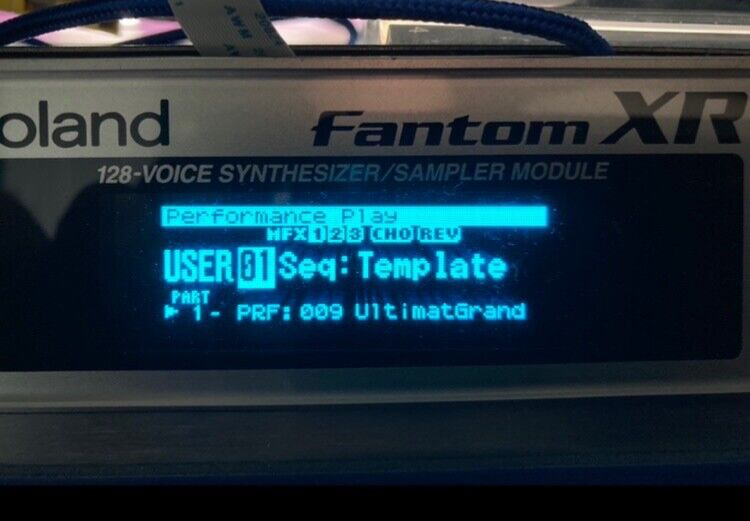 AWM
oland Fantom XR
128-VOICE SYNTHESIZER/SAMPLER MODULE
Performance Play
MFX 1 2 3 CHO REV
USER 01 Seq:Template
PART
1- PRF: 009 UltimatGrand